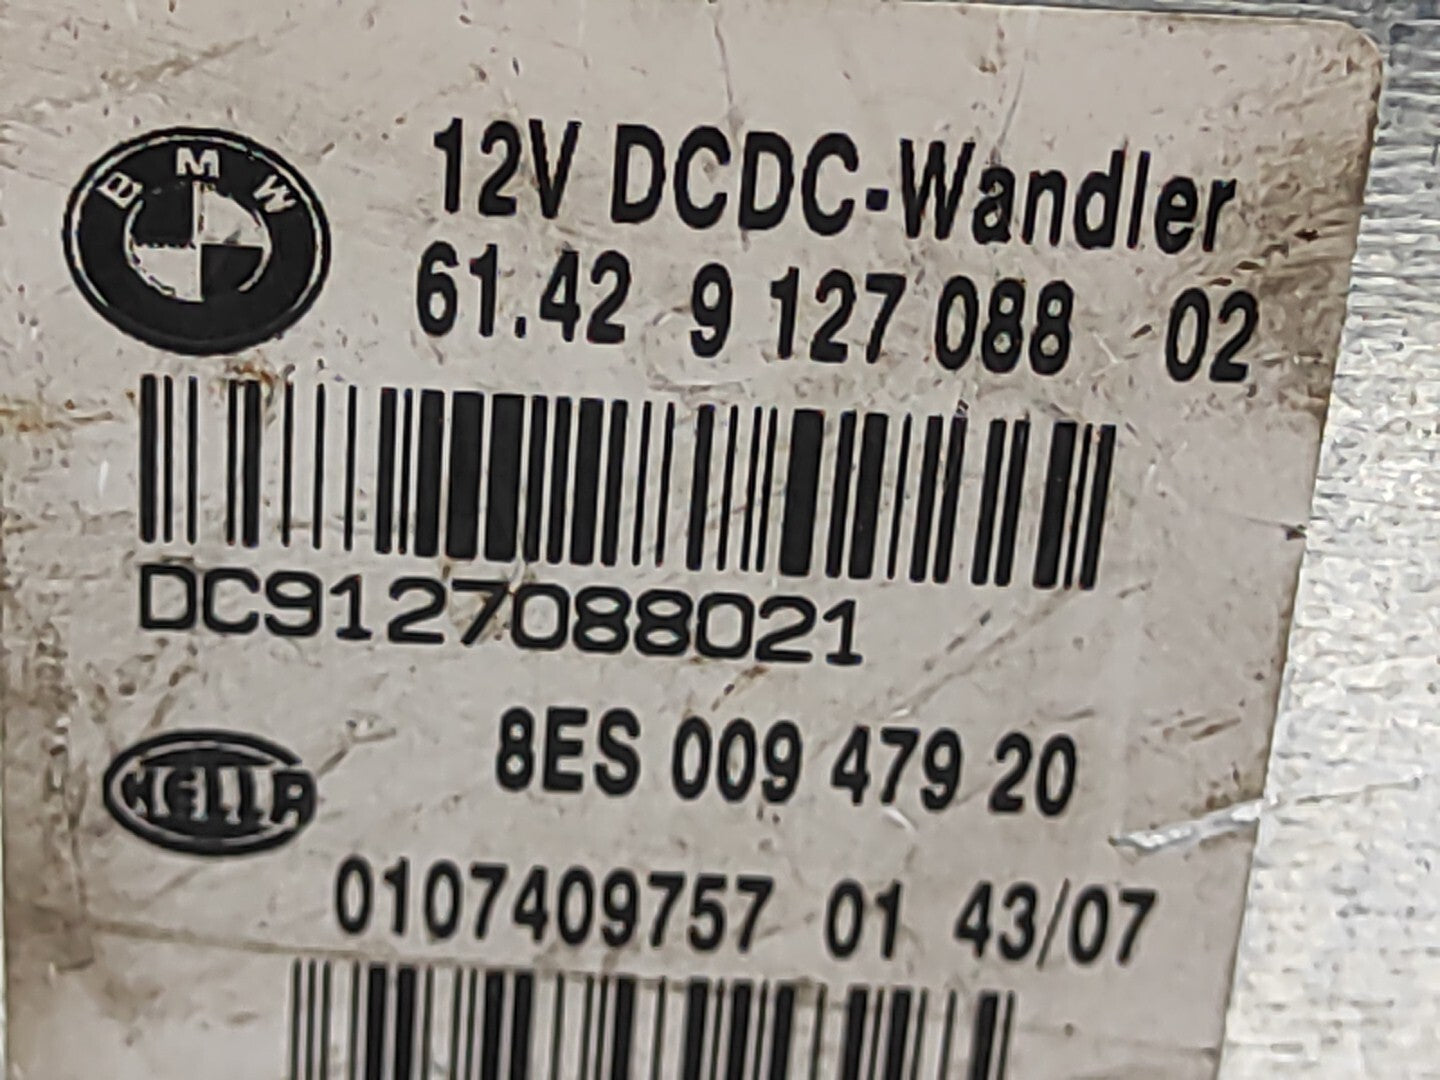 BMW
12V DCDC-Wandler
61.42 9 127 088 02
DC9127088021
8ES 009 479 20
HELLA
0107409757 01 43/07